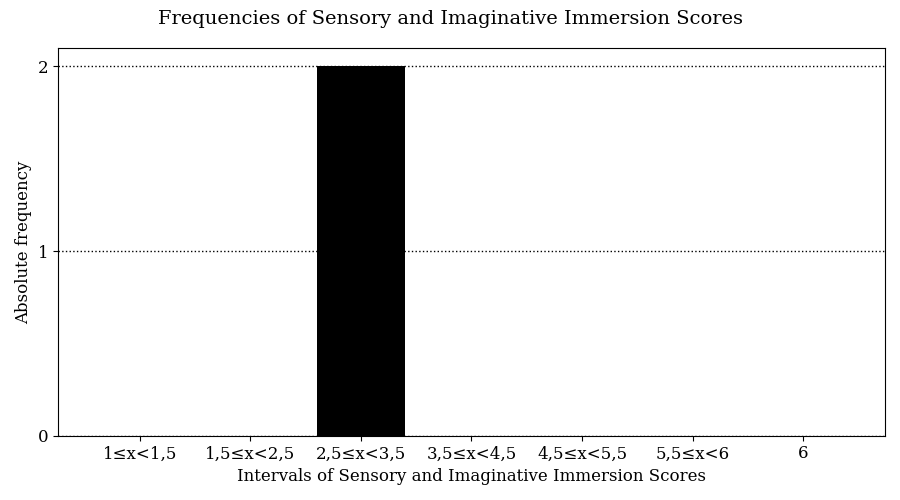 Frequencies of Sensory and Imaginative Immersion Scores
2
1
0
Absolute frequency
1≤x<1,5 1,5≤x<2,5 2,5≤x<3,5 3,5≤x<4,5 4,5≤x<5,5 5,5≤x<6 6
Intervals of Sensory and Imaginative Immersion Scores